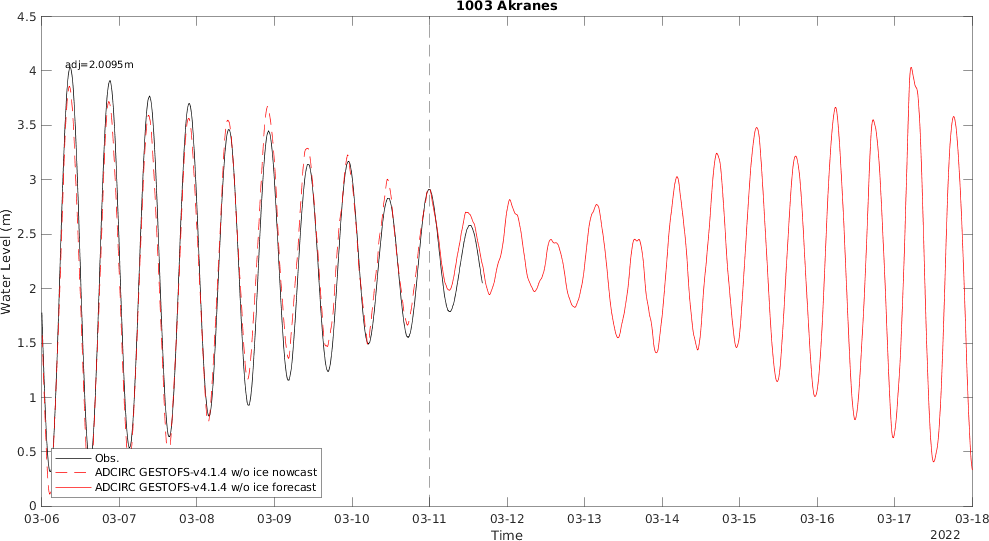 1003 Akranes
4.5
4
3.5
3
2.5
2
1.5
1
0.5
0
Water Level (m)
adj=2.0095m
Obs.
ADCIRC GESTOFS-v4.1.4 w/o ice nowcast
ADCIRC GESTOFS-v4.1.4 w/o ice forecast
03-06 03-07 03-08 03-09 03-10 03-11 03-12 03-13 03-14 03-15 03-16 03-17 03-18
Time
2022